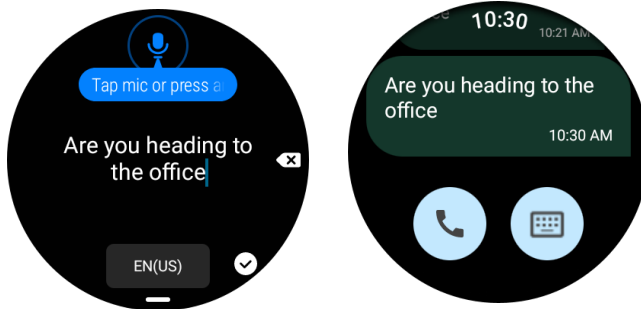 Tap mic or press a
Are you heading to
the office
EN(US)
10:30
10:21 AM
Are you heading to the
office
10:30 AM